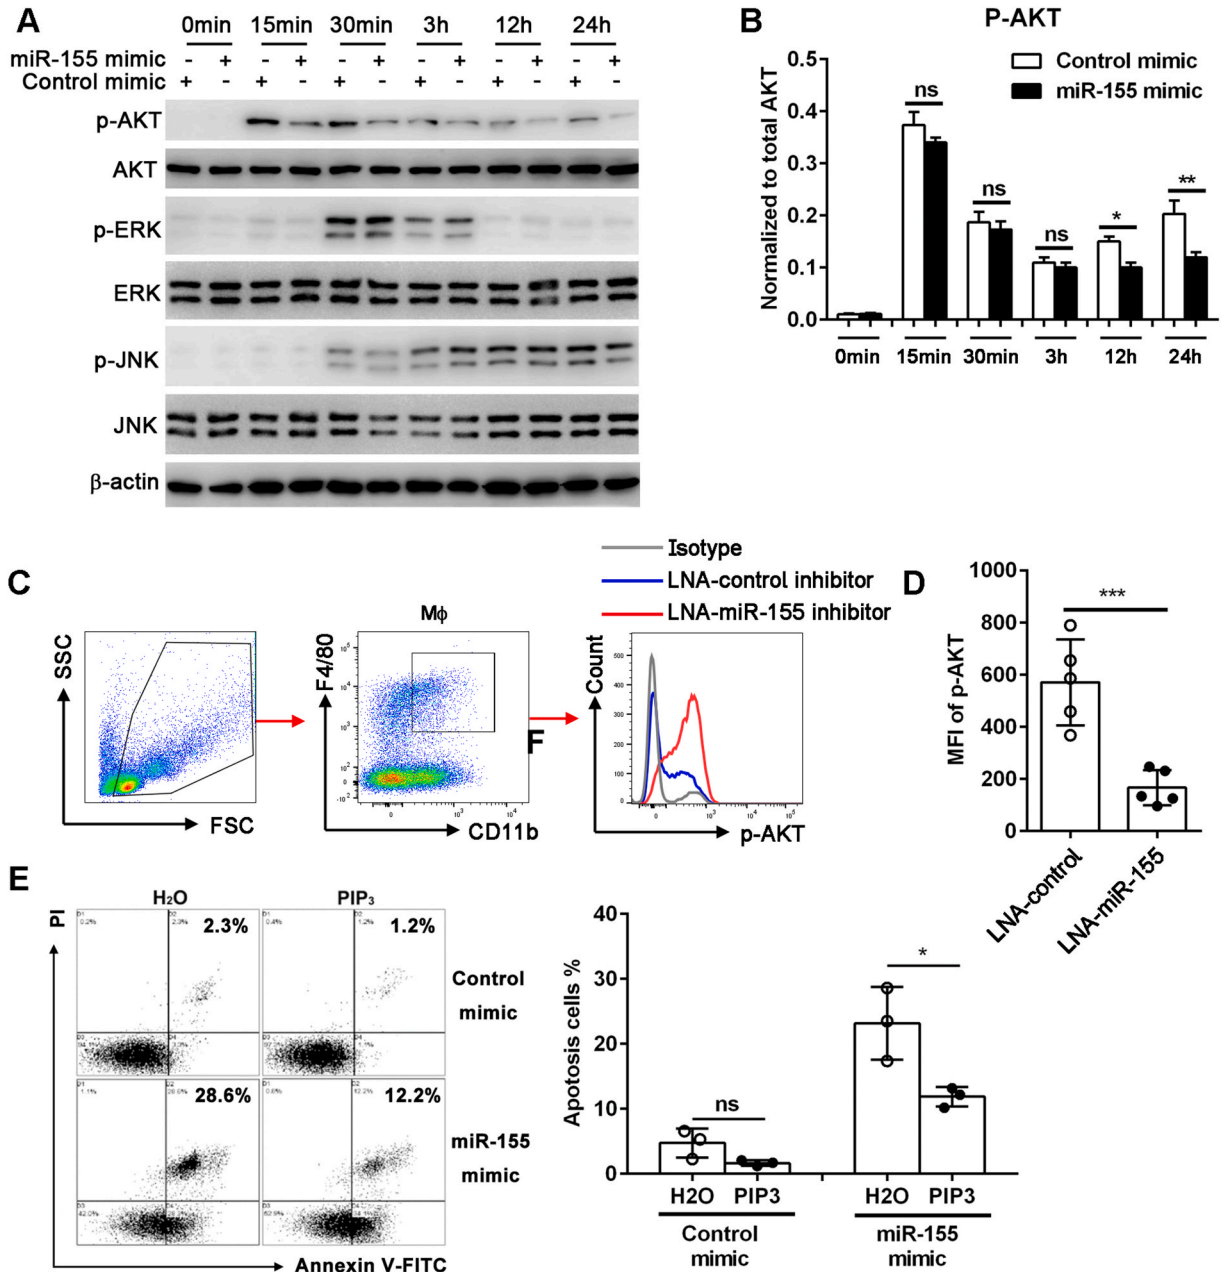 A
0min 15min 30min 3h 12h 24h
miR-155 mimic - + - + - + - + - + - +
Control mimic + - + - + - + - + - + -
p-AKT
AKT
p-ERK
ERK
p-JNK
JNK
β-actin
B
P-AKT
Control mimic
miR-155 mimic
Normalized to total AKT
0.5
0.4
0.3
0.2
0.1
0.0
ns
ns
ns
*
**
0min 15min 30min 3h 12h 24h
C
Isotype
LNA-control inhibitor
LNA-miR-155 inhibitor
SSC
FSC
Mϕ
F4/80
CD11b
F
Count
500
400
300
200
100
0
p-AKT
D
MFI of p-AKT
1000
800
600
400
200
0
***
LNA-control
LNA-miR-155
E
H2O PIP3
PI
2.3% 1.2%
Control
mimic
28.6% 12.2%
miR-155
mimic
Annexin V-FITC
Apotosis cells %
40
30
20
10
0
ns
*
H2O PIP3 H2O PIP3
Control
mimic
miR-155
mimic